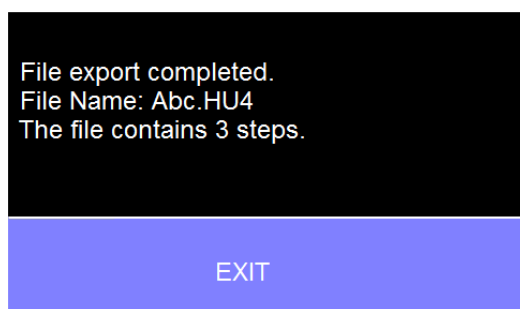 File export completed.
File Name: Abc.HU4
The file contains 3 steps.
EXIT